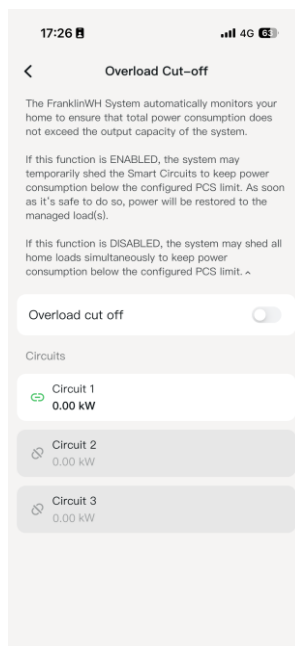 17:26
4G 63
Overload Cut-off
The FranklinWH System automatically monitors your
home to ensure that total power consumption does
not exceed the output capacity of the system.
If this function is ENABLED, the system may
temporarily shed the Smart Circuits to keep power
consumption below the configured PCS limit. As soon
as it's safe to do so, power will be restored to the
managed load(s).
If this function is DISABLED, the system may shed all
home loads simultaneously to keep power
consumption below the configured PCS limit.
Overload cut off
Circuits
Circuit 1
0.00 kW
Circuit 2
0.00 kW
Circuit 3
0.00 kW